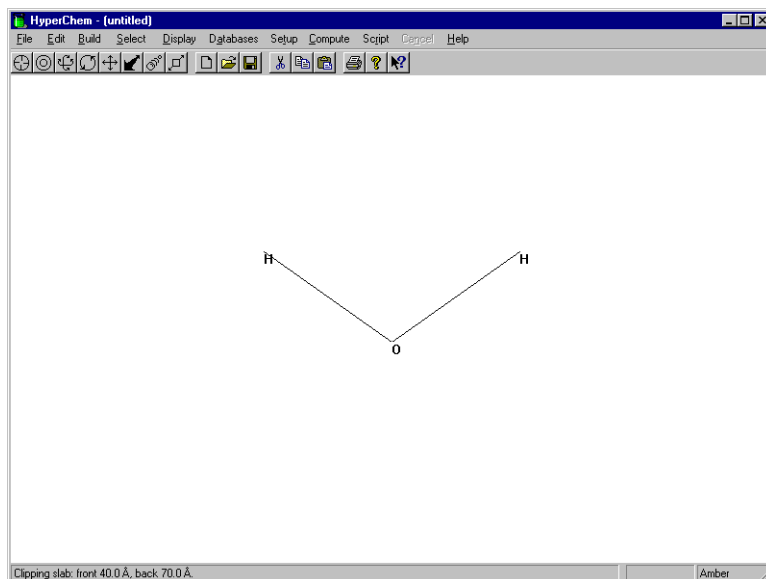 HyperChem - (untitled)
File Edit Build Select Display Databases Setup Compute Script Cancel Help
H H
O
Clipping slab: front 40.0 Å, back 70.0 Å. Amber